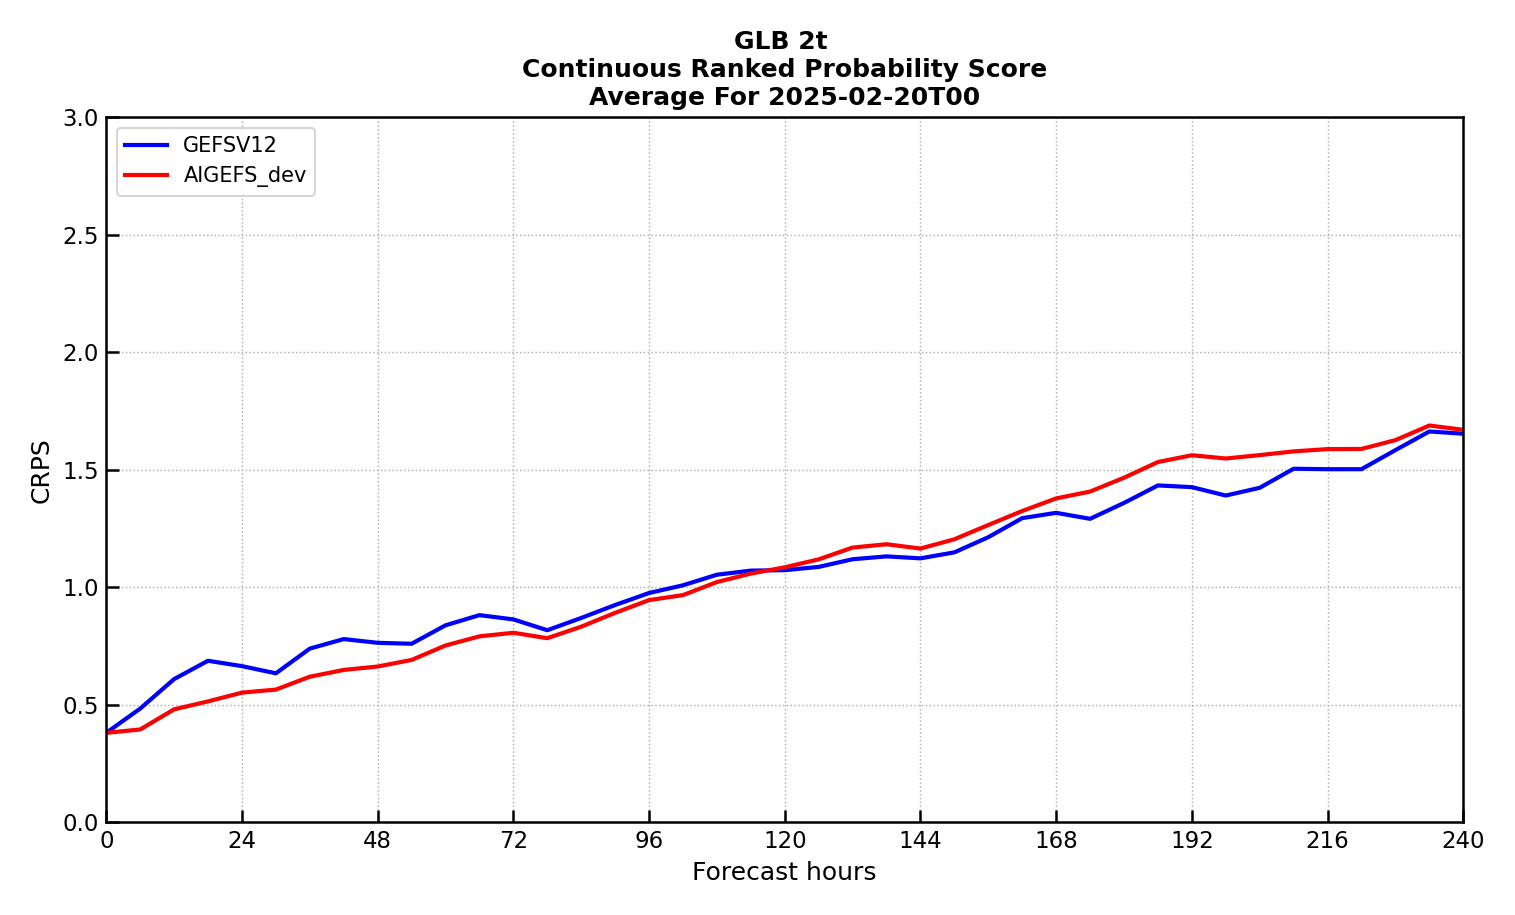 GLB 2t
Continuous Ranked Probability Score
Average For 2025-02-20T00
GEFSV12
AIGEFS_dev
CRPS
3.0
2.5
2.0
1.5
1.0
0.5
0.0
0 24 48 72 96 120 144 168 192 216 240
Forecast hours